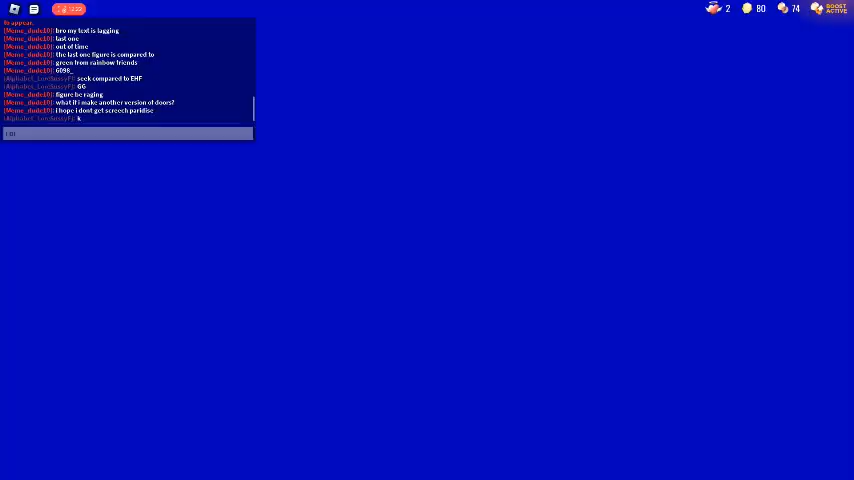 to appear.
[Meme_dude10]: bro my text is lagging
[Meme_dude10]: last one
[Meme_dude10]: out of time
[Meme_dude10]: the last one figure is compared to
[Meme_dude10]: green from rainbow friends
[Meme_dude10]: 6098_
seek compared to EHF
GG
[Meme_dude10]: figure be raging
[Meme_dude10]: what if i make another version of doors?
[Meme_dude10]: i hope i dont get screech paridise
k
2
80
74
BOOST
ACTIVE